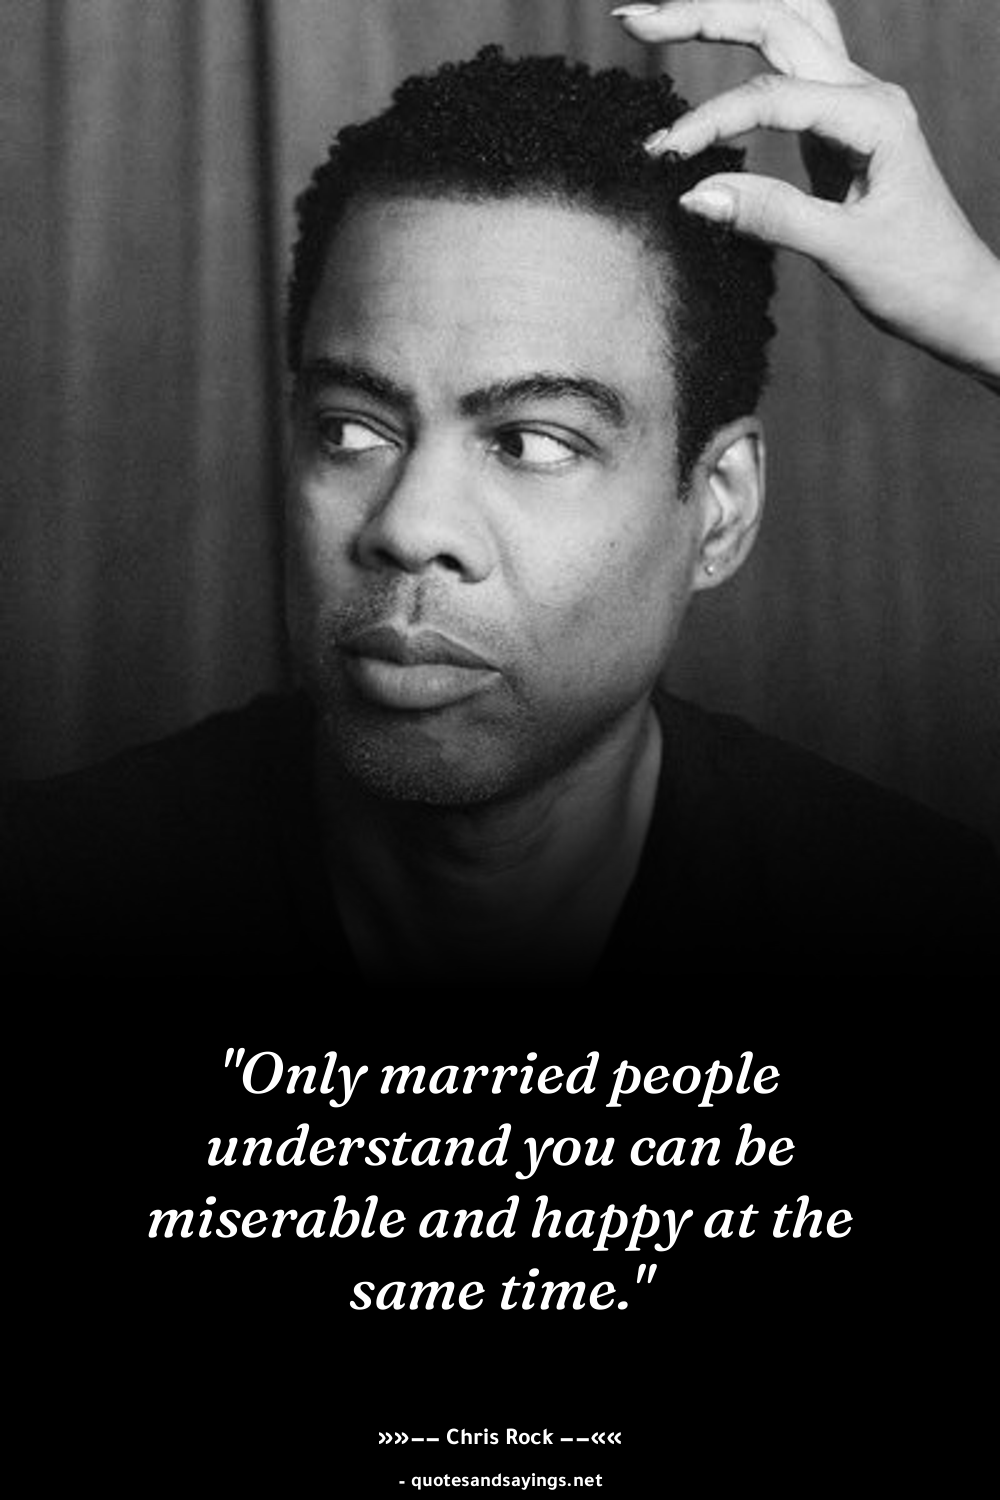 "Only married people
understand you can be
miserable and happy at the
same time."
»»–– Chris Rock ––««
- quotesandsayings.net